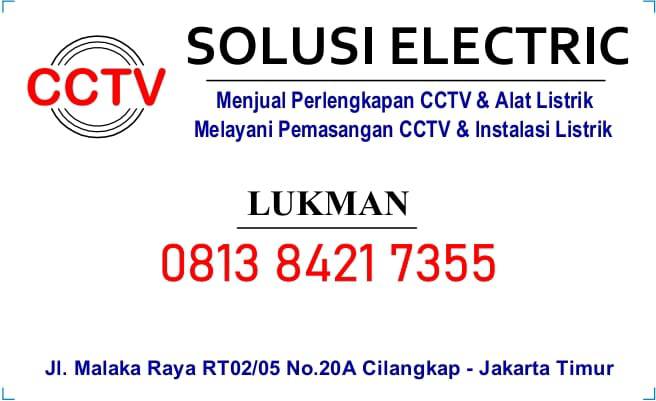 CCTV
SOLUSI ELECTRIC
Menjual Perlengkapan CCTV & Alat Listrik
Melayani Pemasangan CCTV & Instalasi Listrik
LUKMAN
0813 8421 7355
Jl. Malaka Raya RT02/05 No.20A Cilangkap - Jakarta Timur